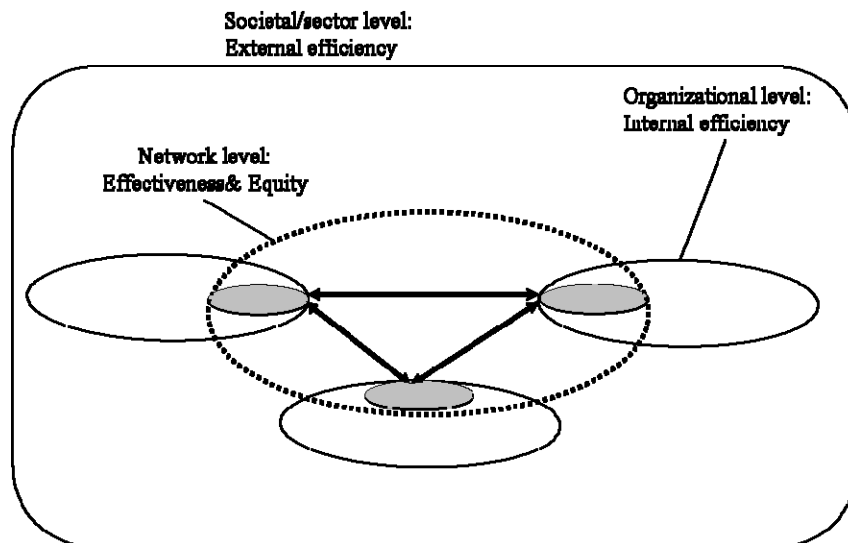 Societal/sector level:
External efficiency
Organizational level:
Internal efficiency
Network level:
Effectiveness& Equity